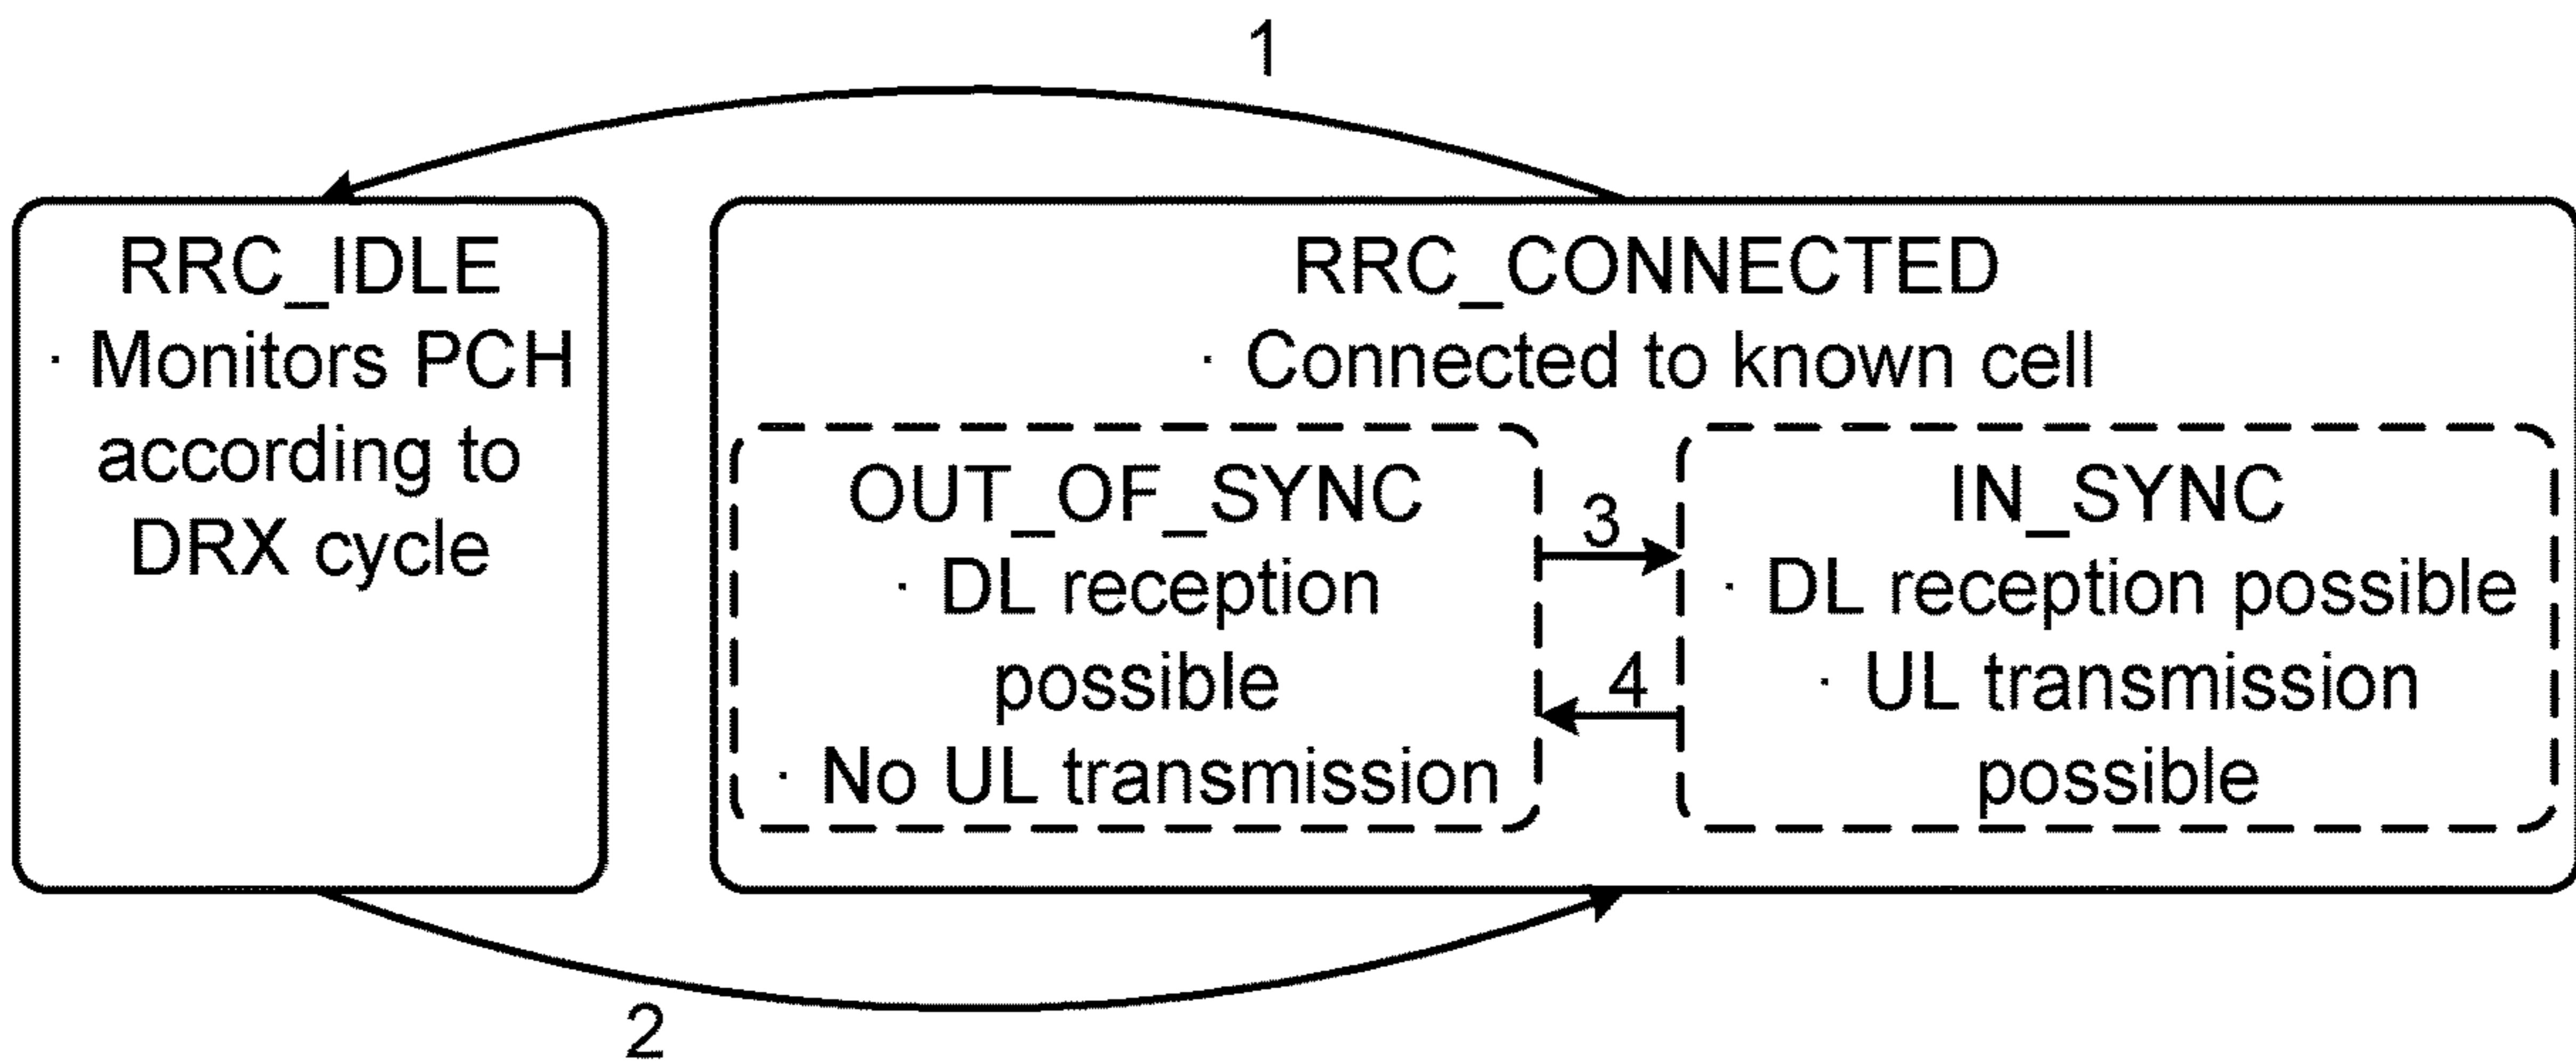 1
RRC_IDLE
· Monitors PCH
according to
DRX cycle
RRC_CONNECTED
· Connected to known cell
OUT_OF_SYNC
· DL reception
possible
· No UL transmission
3
4
IN_SYNC
· DL reception possible
· UL transmission
possible
2